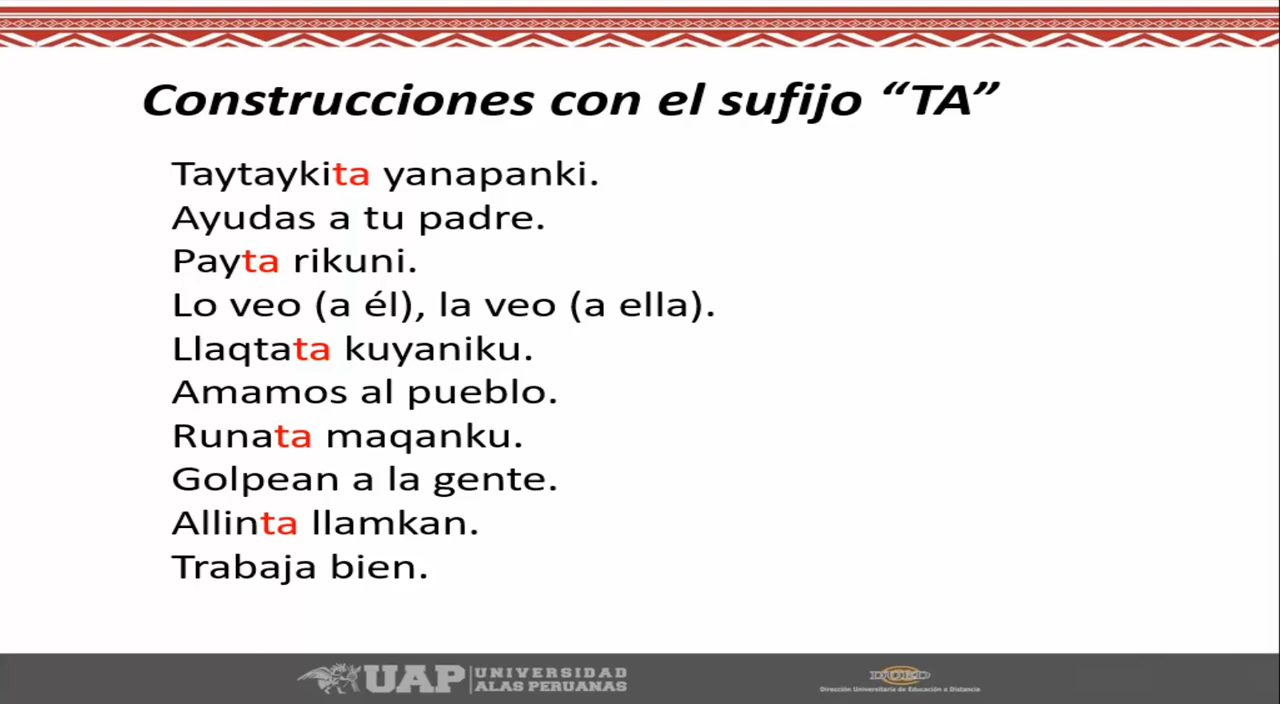 Construcciones con el sufijo “TA”
Taytaykita yanapanki.
Ayudas a tu padre.
Payta rikuni.
Lo veo (a él), la veo (a ella).
Llaqtata kuyaniku.
Amamos al pueblo.
Runata maqanku.
Golpean a la gente.
Allinta llamkan.
Trabaja bien.
UAP UNIVERSIDAD
ALAS PERUANAS
DUED
Dirección Universitaria de Educación a Distancia